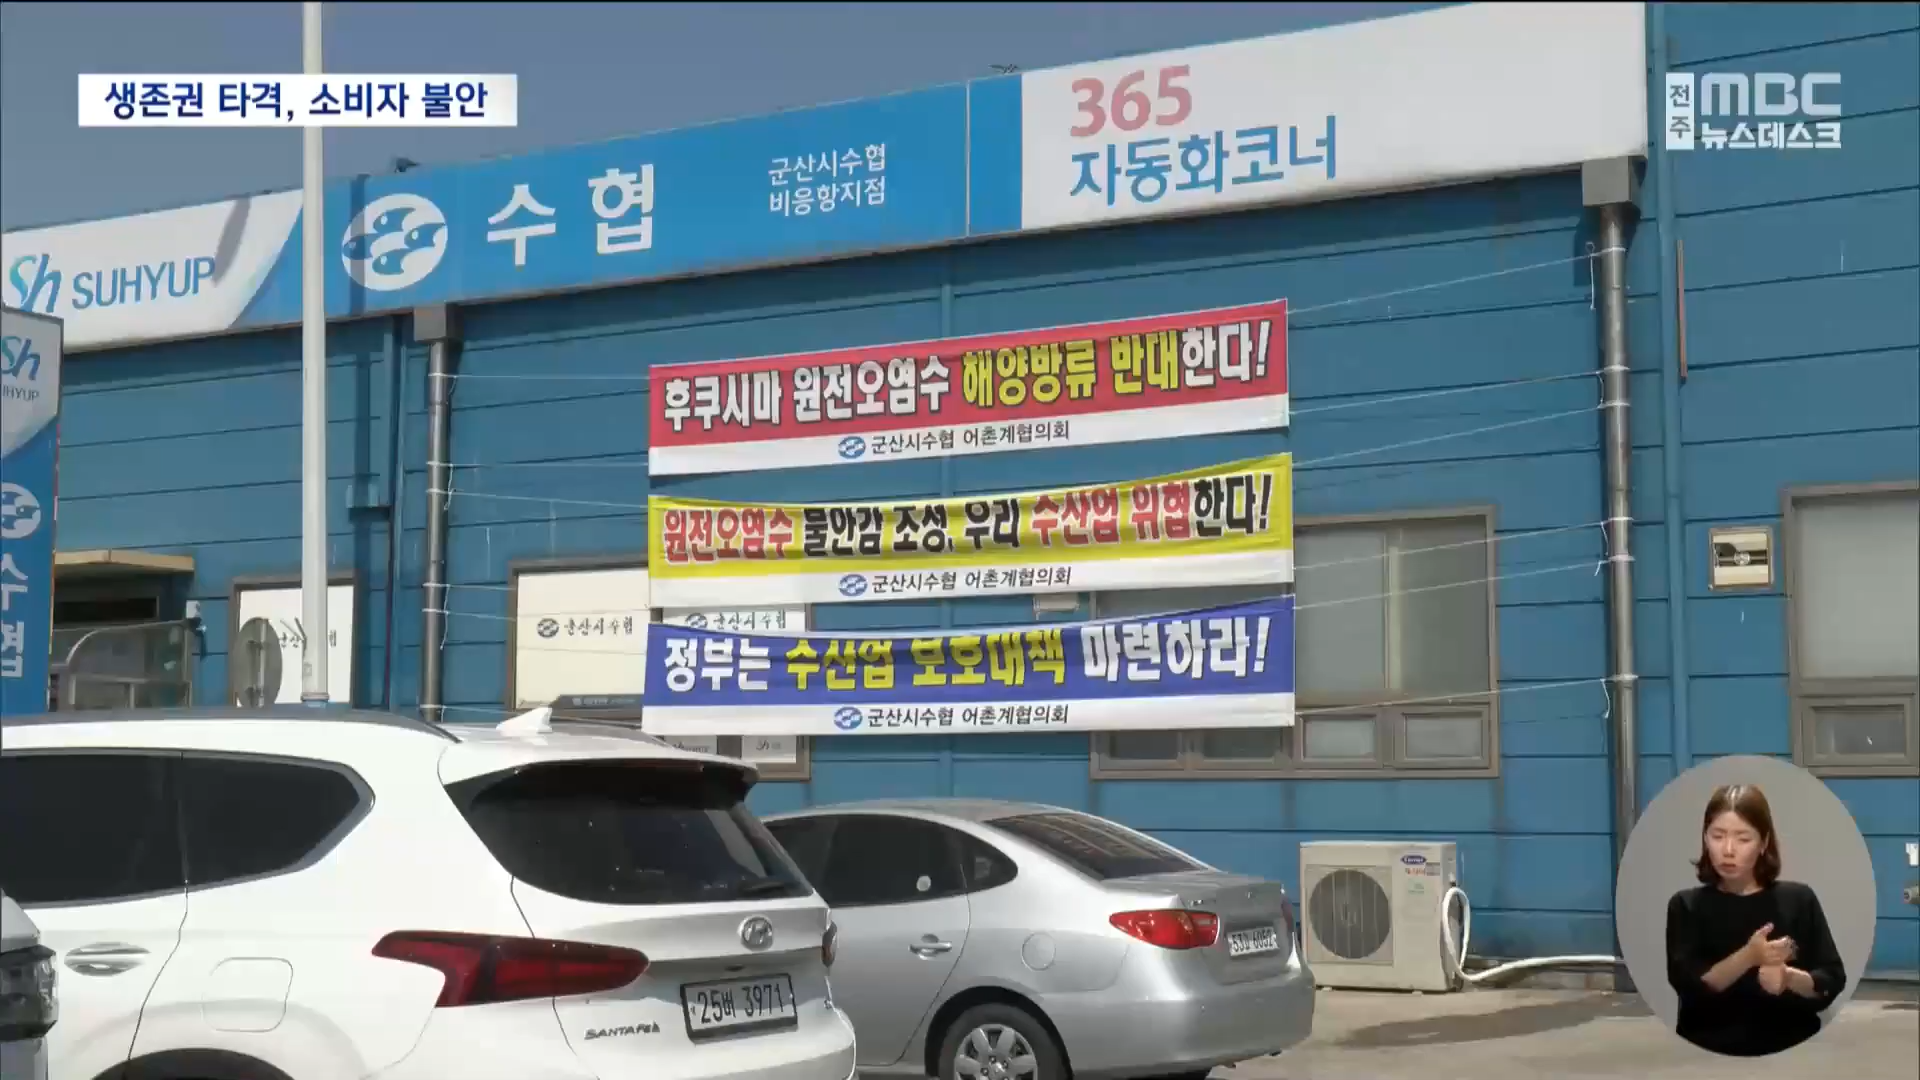 생존권 타격, 소비자 불안
전주 MBC
뉴스데스크
365
자동화코너
군산시수협
비응항지점
수협
Sh SUHYUP
Sh
SUHYUP
수협
후쿠시마 원전오염수 해양방류 반대한다!
군산시수협 어촌계협의회
원전오염수 불안감 조성, 우리 수산업 위협한다!
군산시수협 어촌계협의회
군산시수협
군산시수협
정부는 수산업 보호대책 마련하라!
군산시수협 어촌계협의회
25버 3971
SANTA FE